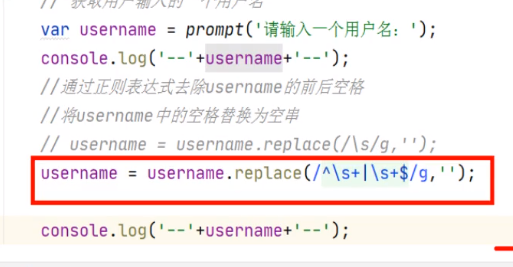 // 获取用户输入的一个用户名
var username = prompt('请输入一个用户名：');
console.log('--'+username+'--');
//通过正则表达式去除username的前后空格
//将username中的空格替换为空串
// username = username.replace(/\s/g,'');
username = username.replace(/^\s+|\s+$/g,'');
console.log('--'+username+'--');